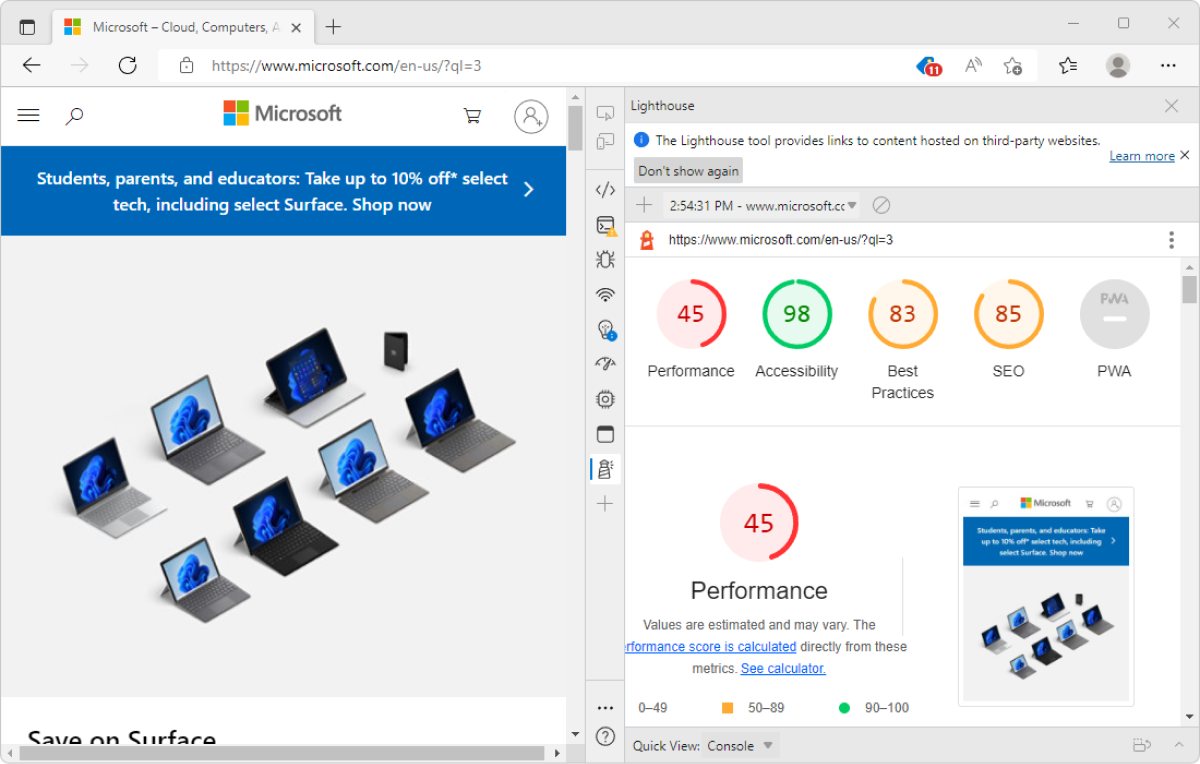 Microsoft – Cloud, Computers, A
https://www.microsoft.com/en-us/?ql=3
11
Microsoft
Students, parents, and educators: Take up to 10% off* select
tech, including select Surface. Shop now
Save on Surface
Lighthouse
The Lighthouse tool provides links to content hosted on third-party websites.
Learn more
Don't show again
2:54:31 PM - www.microsoft.cc
https://www.microsoft.com/en-us/?ql=3
45
98
83
85
PWA
Performance
Accessibility
Best
Practices
SEO
PWA
45
Performance
Values are estimated and may vary. The
erformance score is calculated directly from these
metrics. See calculator.
0–49
50–89
90–100
Microsoft
Students, parents, and educators: Take
up to 10% off* select tech, including
select Surface. Shop now
Quick View: Console